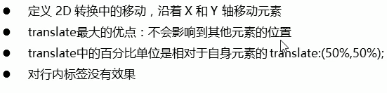 ● 定义 2D 转换中的移动，沿着 X 和 Y 轴移动元素
● translate最大的优点：不会影响到其他元素的位置
● translate中的百分比单位是相对于自身元素的 translate:(50%,50%);
● 对行内标签没有效果